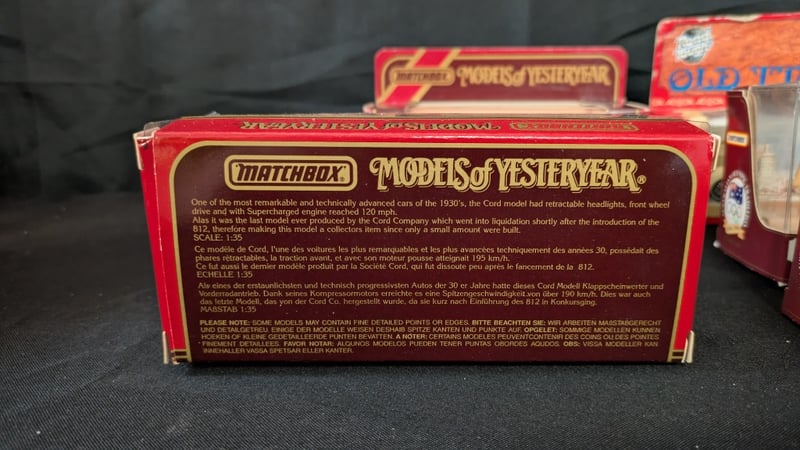 MATCHBOX MODELS of YESTERYEAR
OLD TI
MATCHBOX MODELS of YESTERYEAR®
One of the most remarkable and technically advanced cars of the 1930's, the Cord model had retractable headlights, front wheel
drive and with Supercharged engine reached 120 mph.
Alas it was the last model ever produced by the Cord Company which went into liquidation shortly after the introduction of the
812, therefore making this model a collectors item since only a small amount were built.
SCALE: 1:35
Ce modèle de Cord, l'une des voitures les plus remarquables et les plus avancées techniquement des années 30, possédait des
phares rétractables, la traction avant, et avec son moteur pousse atteignait 195 km/h.
Ce fut aussi le dernier modèle produit par la Société Cord, qui fut dissoute peu après le fancement de la 812.
ECHELLE 1:35
Als eines der erstaunlichsten und technisch progressivsten Autos der 30 er Jahre hatte dieses Cord Modell Klappscheinwerfer und
Vorderradantrieb. Dank seines Kompressormotors erreichte es eine Spitzengeschwindigkeit von über 190 km/h. Dies war auch
das letzte Modell, das von der Cord Co. hergestellt wurde, da sie kurz nach Einführung des 812 in Konkursging.
MAßSTAB 1:35
PLEASE NOTE: SOME MODELS MAY CONTAIN FINE DETAILED POINTS OR EDGES. BITTE BEACHTEN SIE: WIR ARBEITEN MAßSTABGERECHT
UND DETAILGETREU. EINIGE DER MODELLE WEISEN DESHALB SPITZE KANTEN UND PUNKTE AUF. OPGELET: SOMMIGE MODELLEN KUNNEN
HOEKEN OF KLEINE GEDETAILLEERDE PUNTEN BEVATTEN. A NOTER: CERTAINS MODELES PEUVENTCONTENIR DES COINS OU DES POINTES
FINEMENT DETAILLEES. FAVOR NOTAR: ALGUNOS MODELOS PUEDEN TENER PUNTAS OBORDES AQUDOS. OBS: VISSA MODELLER KAN
INNEHALLER VASSA SPETSAR ELLER KANTER.